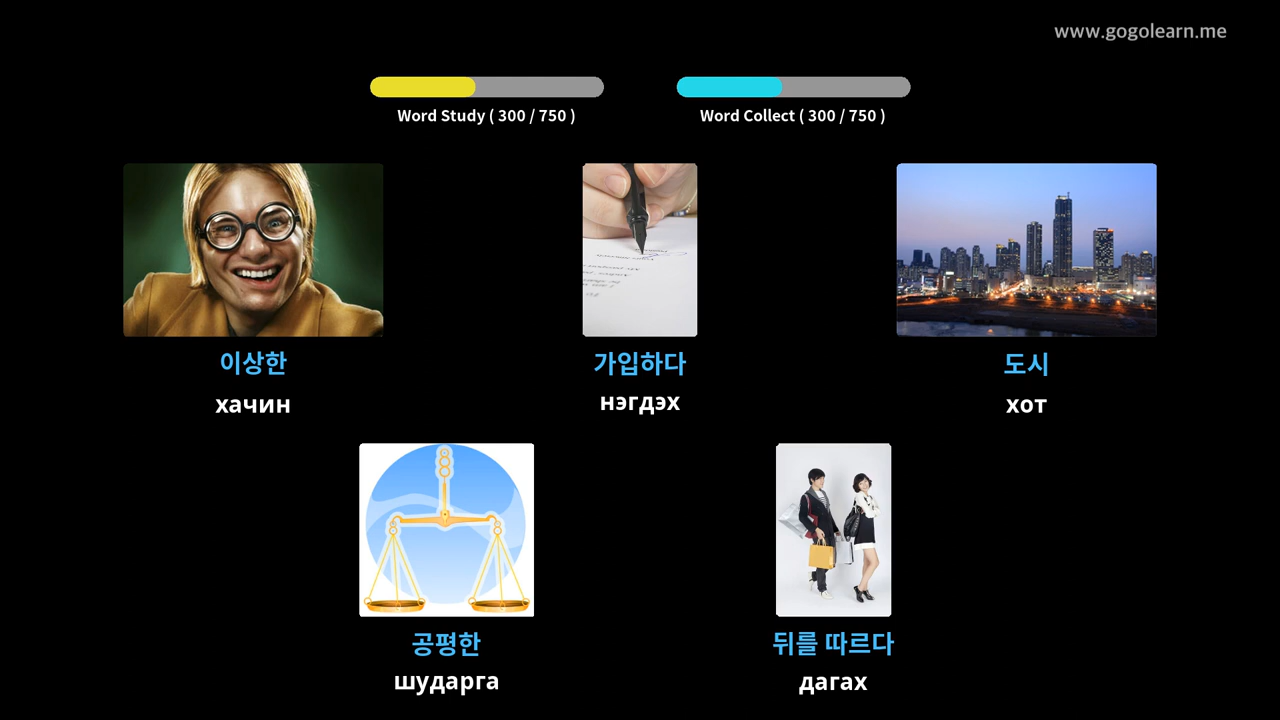 www.gogolearn.me
Word Study ( 300 / 750 )
Word Collect ( 300 / 750 )
이상한
가입하다
도시
хачин
нэгдэх
хот
공평한
뒤를 따르다
шударга
дагах